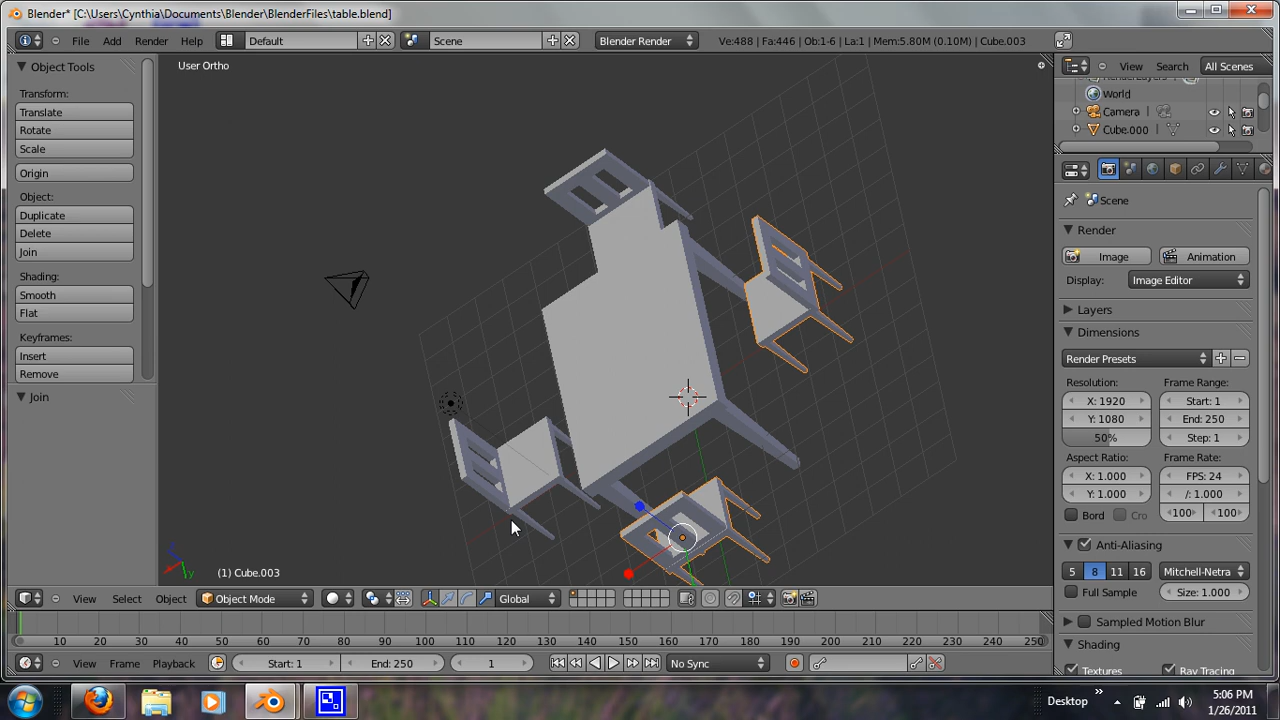 Blender* [C:\Users\Cynthia\Documents\Blender\BlenderFiles\table.blend]
File Add Render Help Default Scene Blender Render Ve:488 | Fa:446 | Ob:1-6 | La:1 | Mem:5.80M (0.10M) | Cube.003
Object Tools
Transform:
Translate
Rotate
Scale
Origin
Object:
Duplicate
Delete
Join
Shading:
Smooth
Flat
Keyframes:
Insert
Remove
Join
User Ortho
z
y
(1) Cube.003
View Search All Scenes
World
Camera
Cube.000
Scene
Render
Image Animation
Display: Image Editor
Layers
Dimensions
Render Presets
Resolution: Frame Range:
X: 1920 Start: 1
Y: 1080 End: 250
50% Step: 1
Aspect Ratio: Frame Rate:
X: 1.000 FPS: 24
Y: 1.000 /: 1.000
Bord Cro 100 100
Anti-Aliasing
5 8 11 16 Mitchell-Netra
Full Sample Size: 1.000
Sampled Motion Blur
Shading
Textures Ray Tracing
View Select Object Object Mode Global
10 20 30 40 50 60 70 80 90 100 110 120 130 140 150 160 170 180 190 200 210 220 230 240 250
View Frame Playback Start: 1 End: 250 1 No Sync
Desktop
5:06 PM
1/26/2011